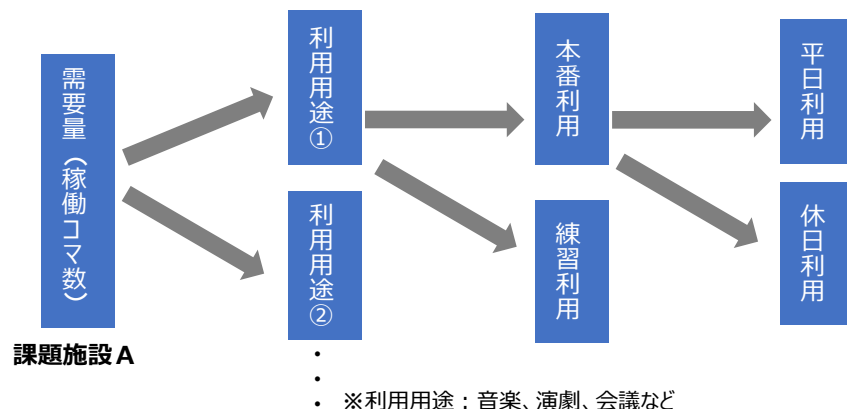 需要量（稼働コマ数）
課題施設A
利用用途①
利用用途②
・
・
・
※利用用途：音楽、演劇、会議など
本番利用
練習利用
平日利用
休日利用